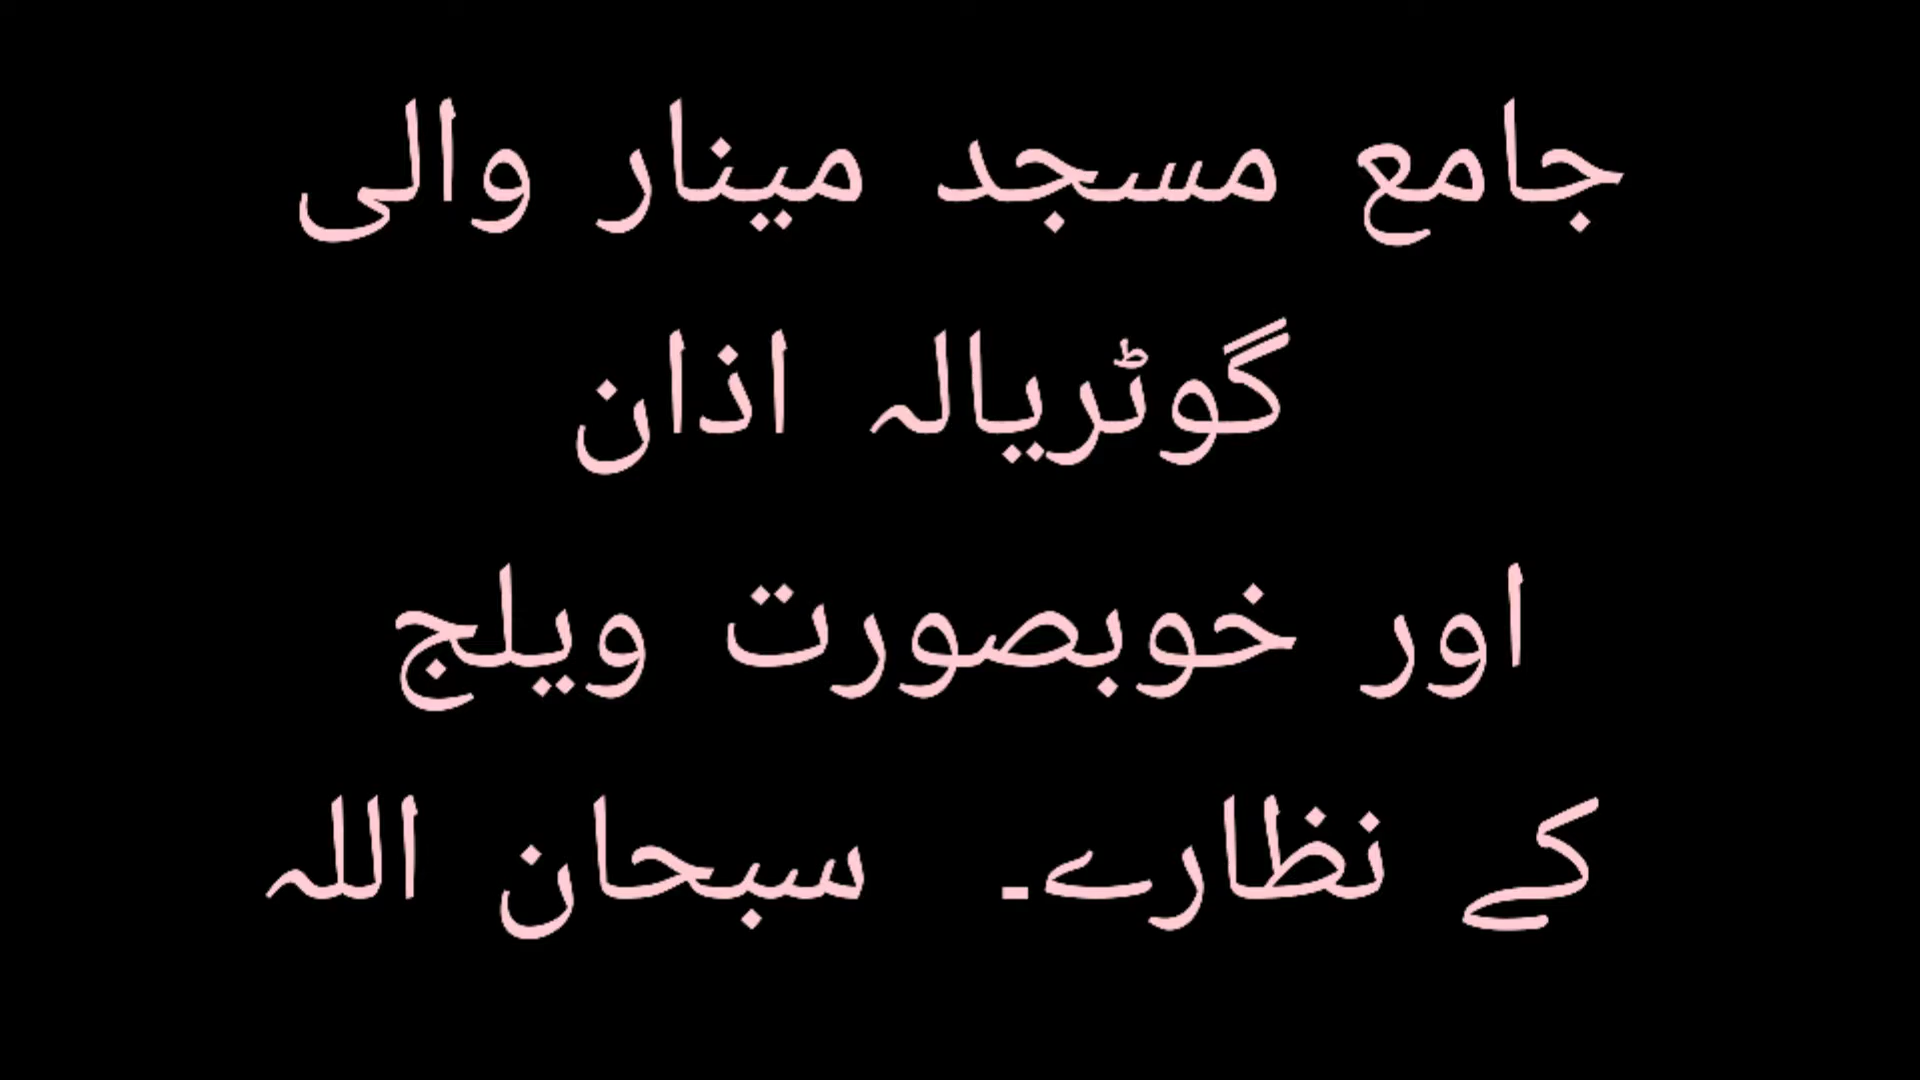 جامع مسجد مینار والی
گوٹریالہ اذان
اور خوبصورت ویلج
کے نظارے۔ سبحان اللہ